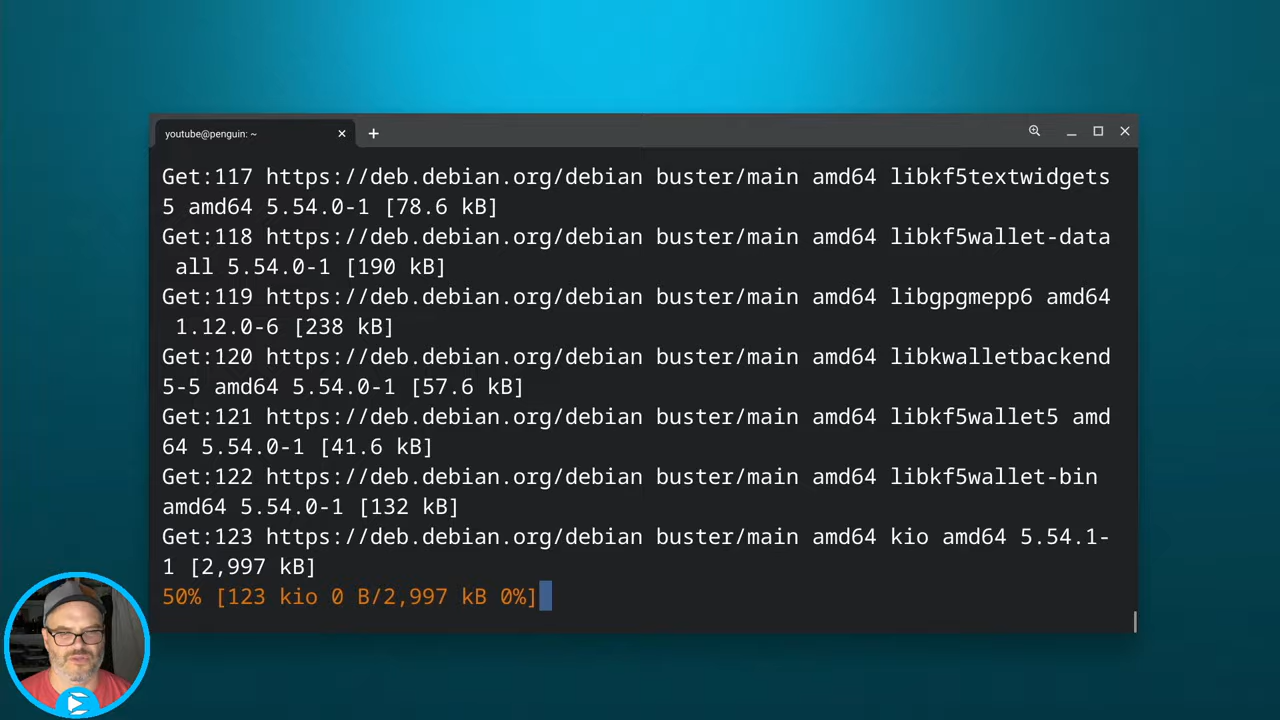 youtube@penguin: ~
Get:117 https://deb.debian.org/debian buster/main amd64 libkf5textwidgets
5 amd64 5.54.0-1 [78.6 kB]
Get:118 https://deb.debian.org/debian buster/main amd64 libkf5wallet-data
 all 5.54.0-1 [190 kB]
Get:119 https://deb.debian.org/debian buster/main amd64 libgpgmepp6 amd64
 1.12.0-6 [238 kB]
Get:120 https://deb.debian.org/debian buster/main amd64 libkwalletbackend
5-5 amd64 5.54.0-1 [57.6 kB]
Get:121 https://deb.debian.org/debian buster/main amd64 libkf5wallet5 amd
64 5.54.0-1 [41.6 kB]
Get:122 https://deb.debian.org/debian buster/main amd64 libkf5wallet-bin
amd64 5.54.0-1 [132 kB]
Get:123 https://deb.debian.org/debian buster/main amd64 kio amd64 5.54.1-
1 [2,997 kB]
50% [123 kio 0 B/2,997 kB 0%]